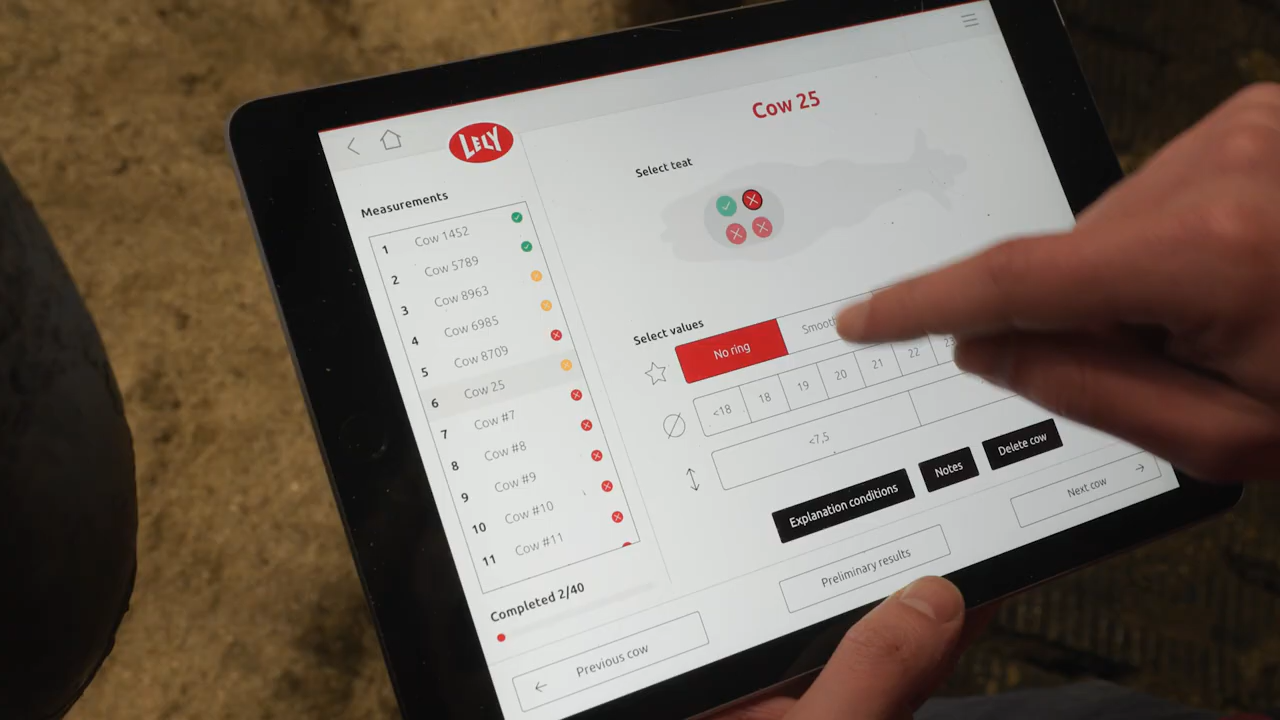 LELY
Cow 25
Select teat
Measurements
1 Cow 1452
2 Cow 5789
3 Cow 8963
4 Cow 6985
5 Cow 8709
6 Cow 25
7 Cow #7
8 Cow #8
9 Cow #9
10 Cow #10
11 Cow #11
Completed 2/40
Select values
No ring Smooth
<18 18 19 20 21 22 23
<7,5
Explanation conditions Notes Delete cow
Previous cow Preliminary results Next cow